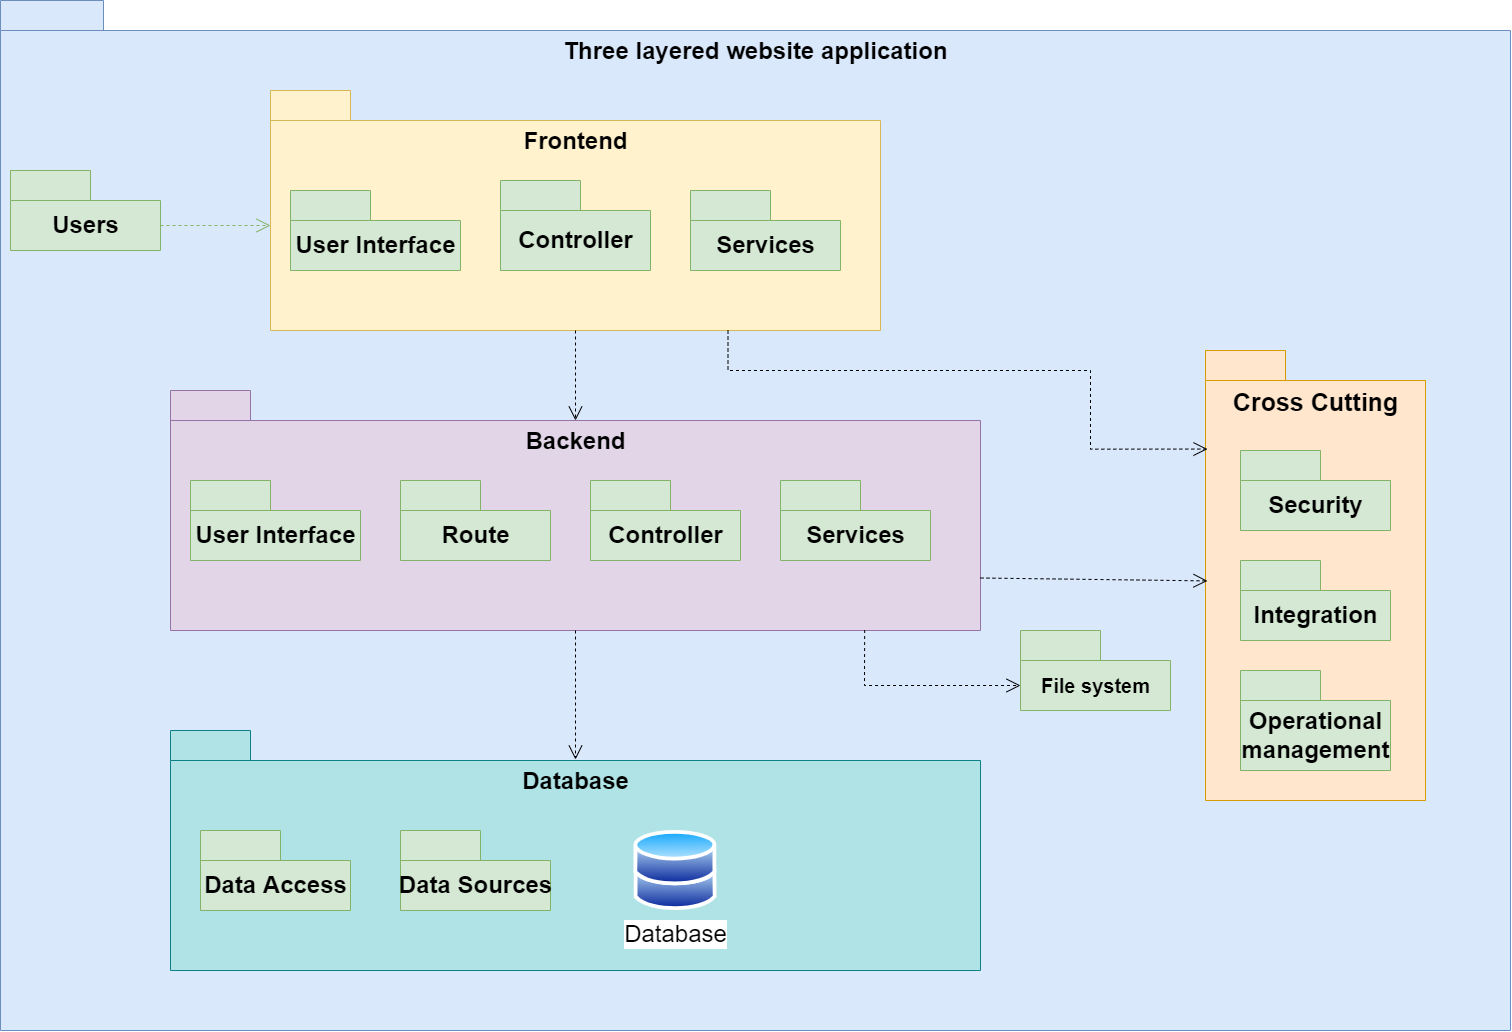 Three layered website application
Frontend
Users
User Interface
Controller
Services
Cross Cutting
Backend
Security
User Interface
Route
Controller
Services
Integration
File system
Operational
management
Database
Data Access
Data Sources
Database